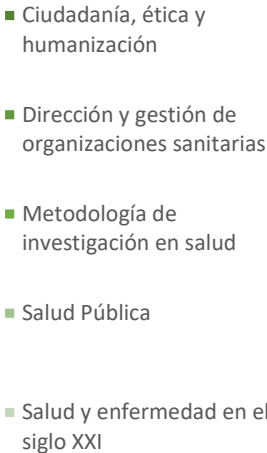 Ciudadanía, ética y
humanización
Dirección y gestión de
organizaciones sanitarias
Metodología de
investigación en salud
Salud Pública
Salud y enfermedad en el
siglo XXI